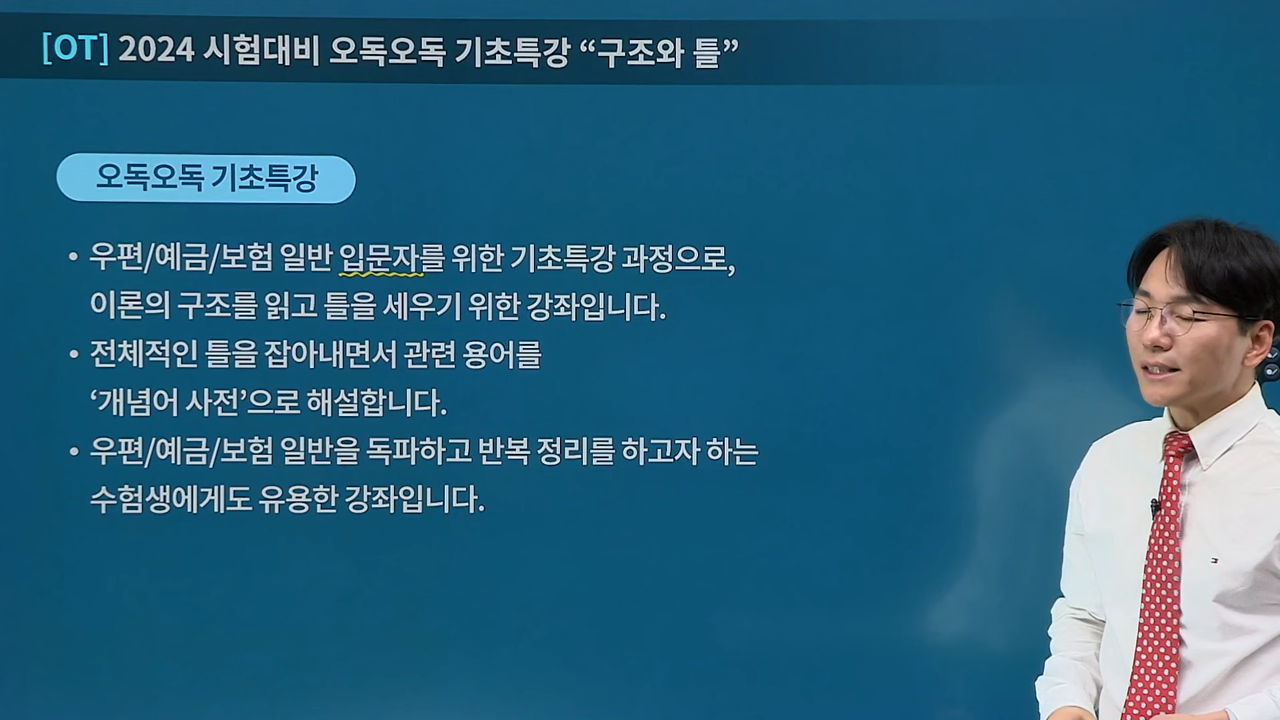 [OT] 2024 시험대비 오독오독 기초특강 “구조와 틀”
오독오독 기초특강
• 우편/예금/보험 일반 입문자를 위한 기초특강 과정으로,
이론의 구조를 읽고 틀을 세우기 위한 강좌입니다.
• 전체적인 틀을 잡아내면서 관련 용어를
‘개념어 사전’으로 해설합니다.
• 우편/예금/보험 일반을 독파하고 반복 정리를 하고자 하는
수험생에게도 유용한 강좌입니다.